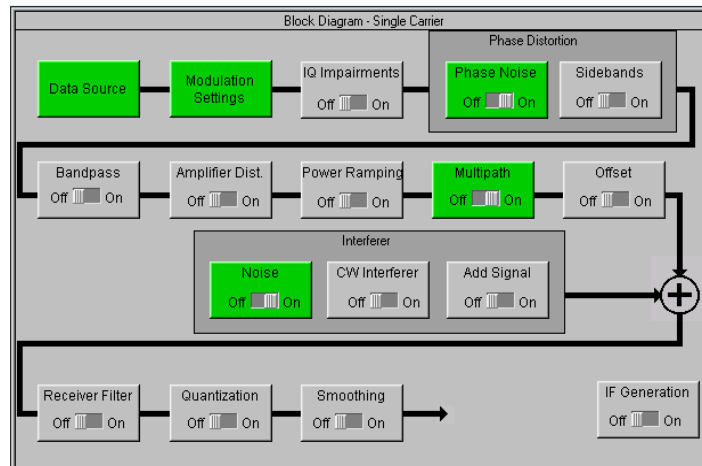 Block Diagram - Single Carrier
Phase Distortion
Data Source
Modulation
Settings
IQ Impairments
Off On
Phase Noise
Off On
Sidebands
Off On
Bandpass
Off On
Amplifier Dist.
Off On
Power Ramping
Off On
Multipath
Off On
Offset
Off On
Interferer
Noise
Off On
CW Interferer
Off On
Add Signal
Off On
Receiver Filter
Off On
Quantization
Off On
Smoothing
Off On
IF Generation
Off On